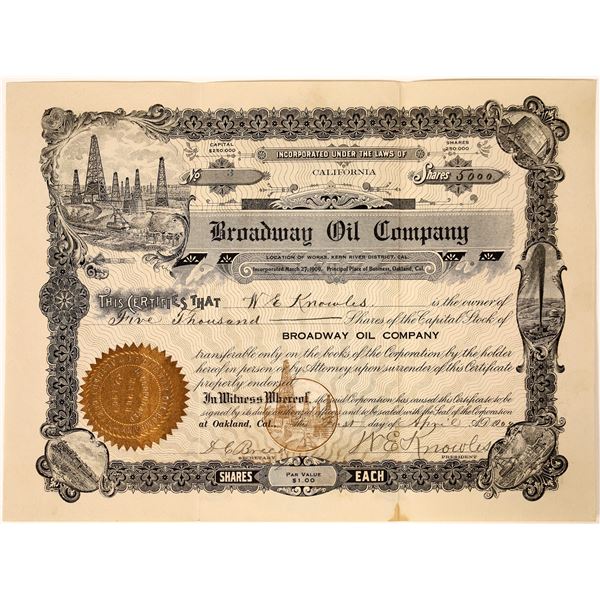 CAPITAL
$250.000
INCORPORATED UNDER THE LAWS OF
SHARES
250.000
CALIFORNIA
No 3
Shares 5000
Broadway Oil Company
LOCATION OF WORKS, KERN RIVER DISTRICT, CAL.
Incorporated March 27, 1900, Principal Place of Business, Oakland, Cal.
THIS CERTIFIES THAT W. E. Knowles is the owner of
Five Thousand Shares of the Capital Stock of
BROADWAY OIL COMPANY
transferable only on the books of the Corporation by the holder
hereof in person or by Attorney upon surrender of this Certificate
properly endorsed.
In Witness Whereof, the said Corporation has caused this Certificate to be
signed by its duly authorized officers and to be sealed with the Seal of the Corporation
at Oakland, Cal., this First day of April A.D. 190
W. E. Knowles
SECRETARY
PRESIDENT
SHARES
PAR VALUE
$1.00
EACH